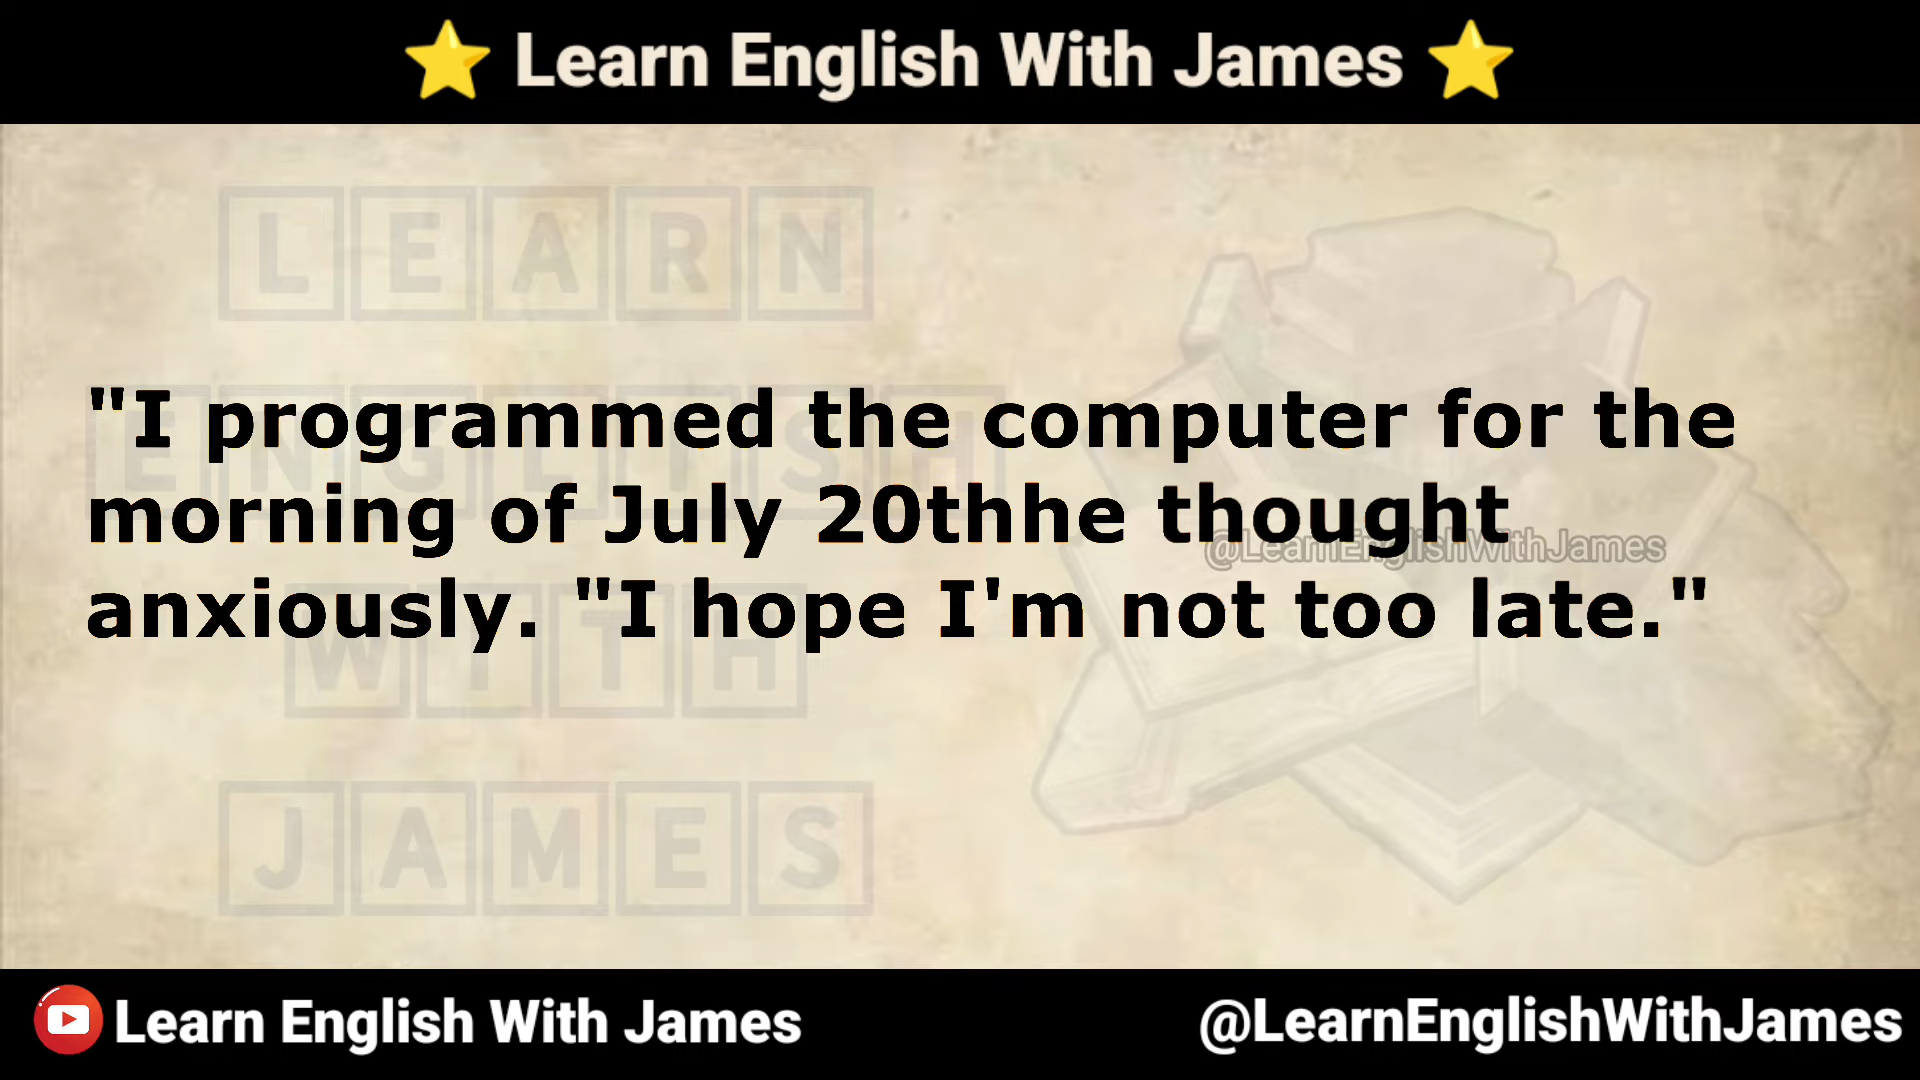 Learn English With James
LEARN
"I programmed the computer for the
ENGLISH
morning of July 20thhe thought
@LearnEnglishWithJames
anxiously. "I hope I'm not too late."
WITH
JAMES
Learn English With James
@LearnEnglishWithJames